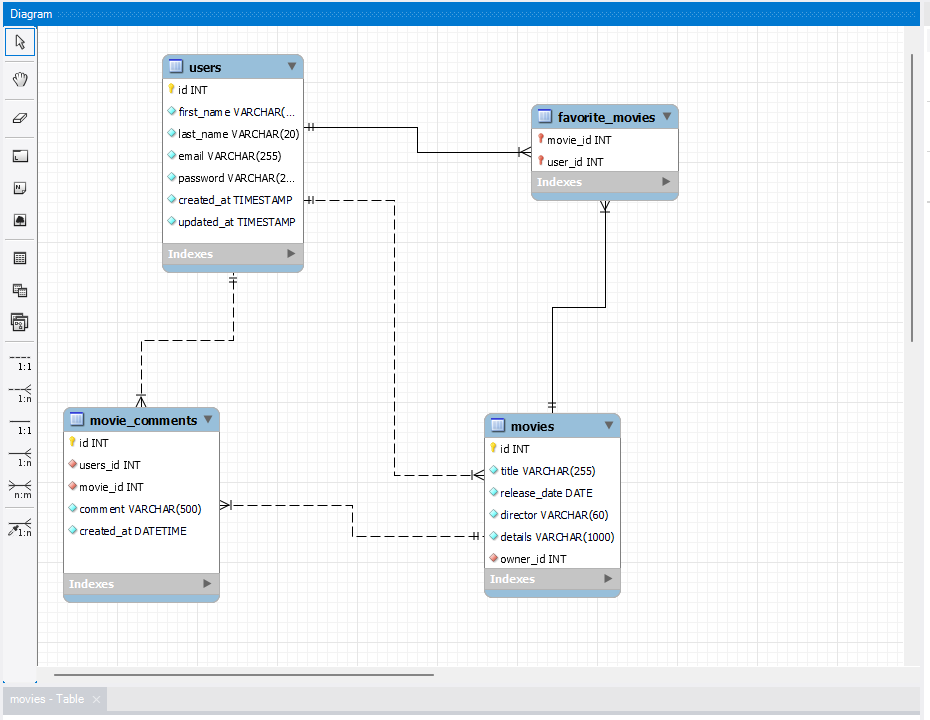 Diagram
users
id INT
first_name VARCHAR(...
last_name VARCHAR(20)
email VARCHAR(255)
password VARCHAR(2...
created_at TIMESTAMP
updated_at TIMESTAMP
Indexes
favorite_movies
movie_id INT
user_id INT
Indexes
movie_comments
id INT
users_id INT
movie_id INT
comment VARCHAR(500)
created_at DATETIME
Indexes
movies
id INT
title VARCHAR(255)
release_date DATE
director VARCHAR(60)
details VARCHAR(1000)
owner_id INT
Indexes
1:1
1:n
1:1
1:n
n:m
1:n
movies - Table